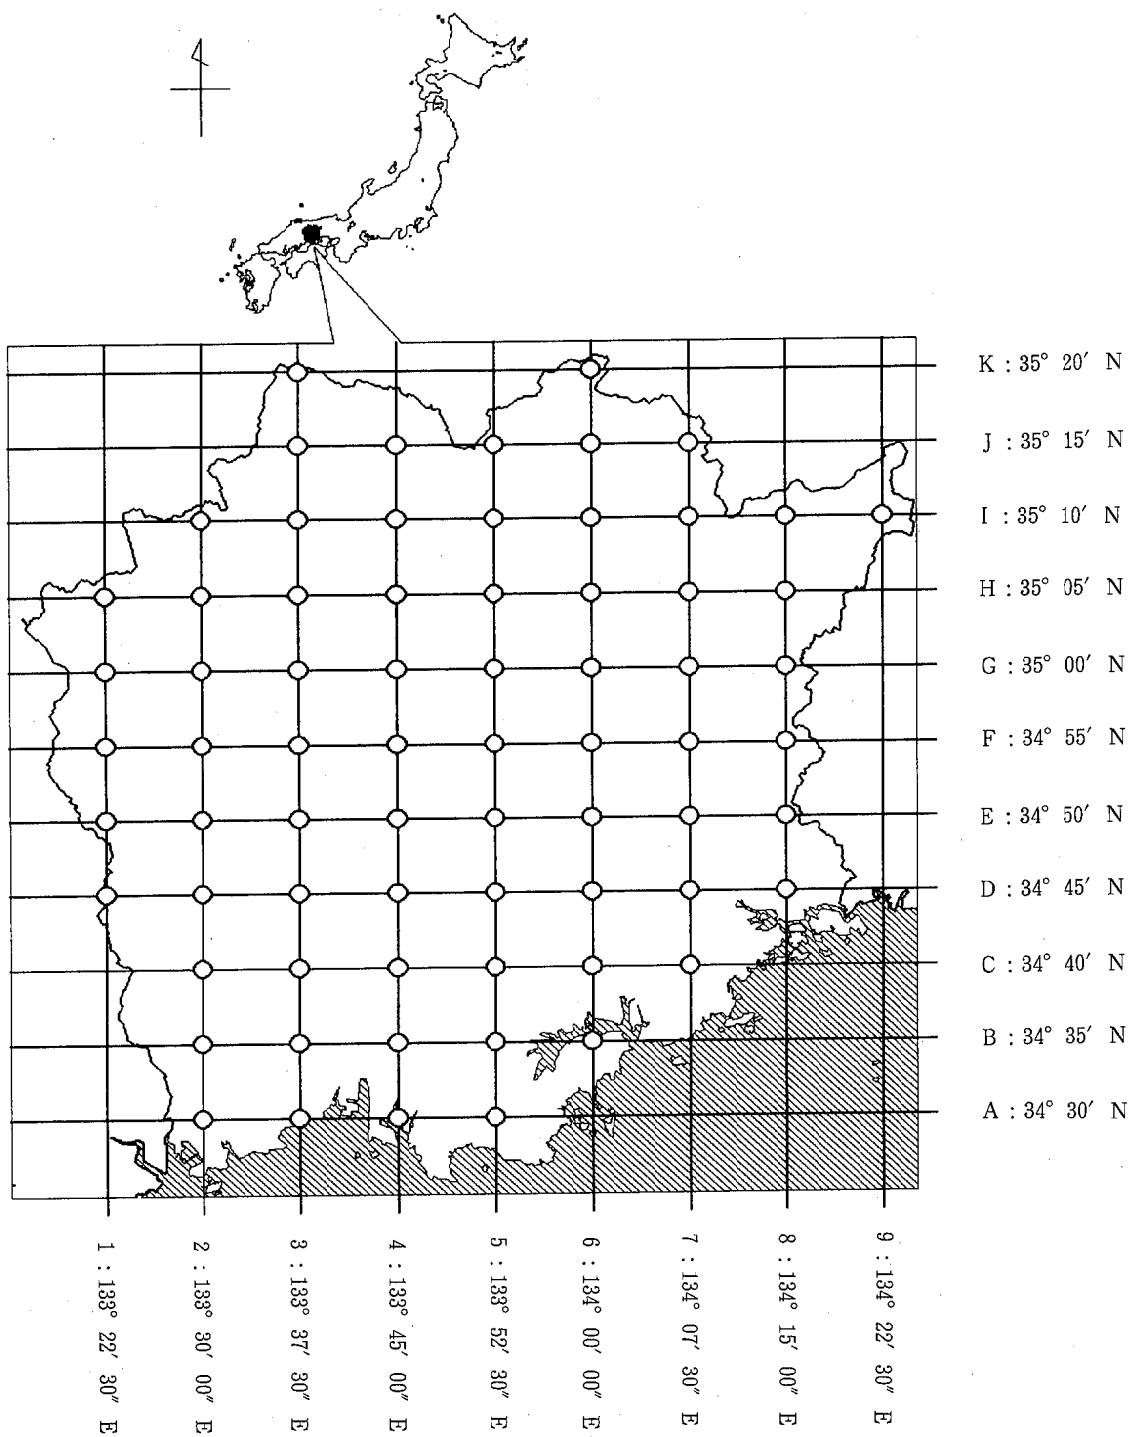 K : 35° 20′ N
J : 35° 15′ N
I : 35° 10′ N
H : 35° 05′ N
G : 35° 00′ N
F : 34° 55′ N
E : 34° 50′ N
D : 34° 45′ N
C : 34° 40′ N
B : 34° 35′ N
A : 34° 30′ N
1 : 133° 22′ 30″ E
2 : 133° 30′ 00″ E
3 : 133° 37′ 30″ E
4 : 133° 45′ 00″ E
5 : 133° 52′ 30″ E
6 : 134° 00′ 00″ E
7 : 134° 07′ 30″ E
8 : 134° 15′ 00″ E
9 : 134° 22′ 30″ E